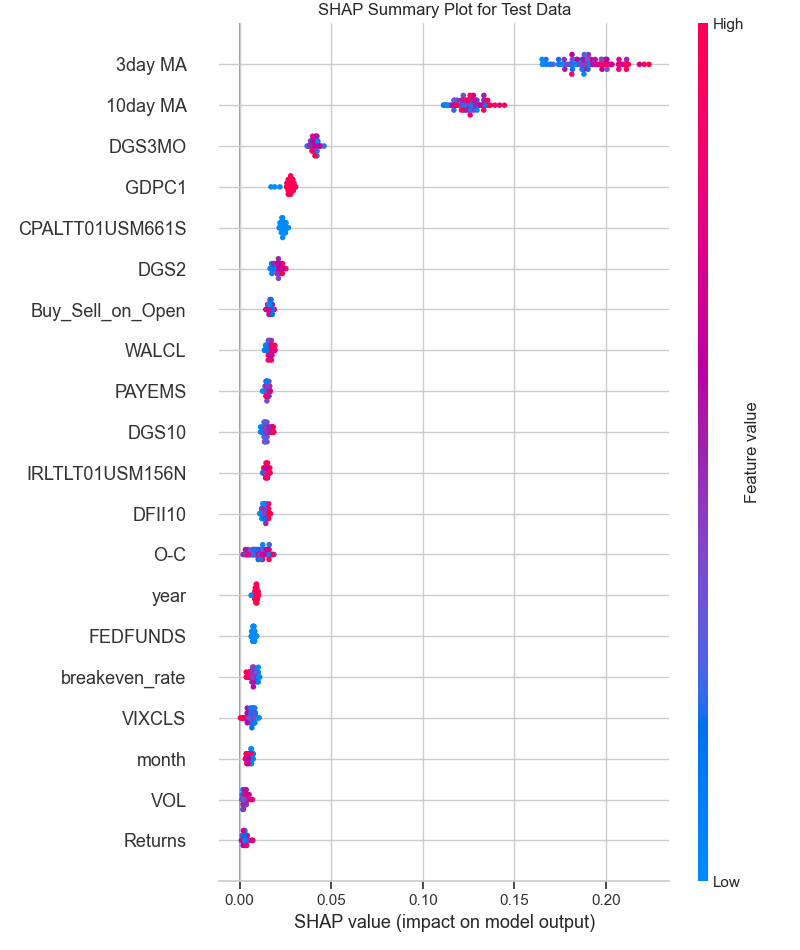 SHAP Summary Plot for Test Data
High
3day MA
10day MA
DGS3MO
GDPC1
CPALTT01USM661S
DGS2
Buy_Sell_on_Open
WALCL
PAYEMS
DGS10
IRLTLT01USM156N
DFII10
O-C
year
FEDFUNDS
breakeven_rate
VIXCLS
month
VOL
Returns
Feature value
Low
0.00 0.05 0.10 0.15 0.20
SHAP value (impact on model output)